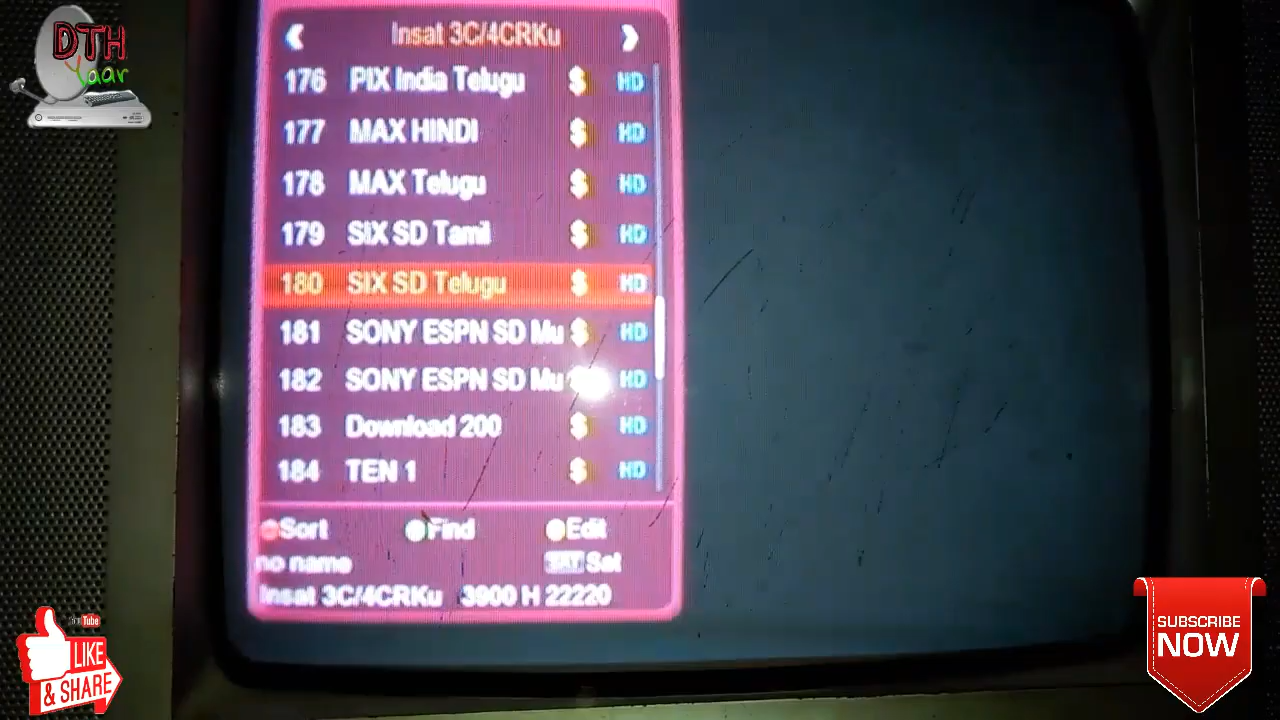 DTH
Yaar
Insat 3C/4CRKu
176 PIX India Telugu $ HD
177 MAX HINDI $ HD
178 MAX Telugu $ HD
179 SIX SD Tamil $ HD
180 SIX SD Telugu $ HD
181 SONY ESPN SD Mu $ HD
182 SONY ESPN SD Mu HD
183 Download 200 $ HD
184 TEN 1 $ HD
Sort Find Edit
no name SAT Sat
Insat 3C/4CRKu 3900 H 22220
YouTube
LIKE
& SHARE
SUBSCRIBE
NOW